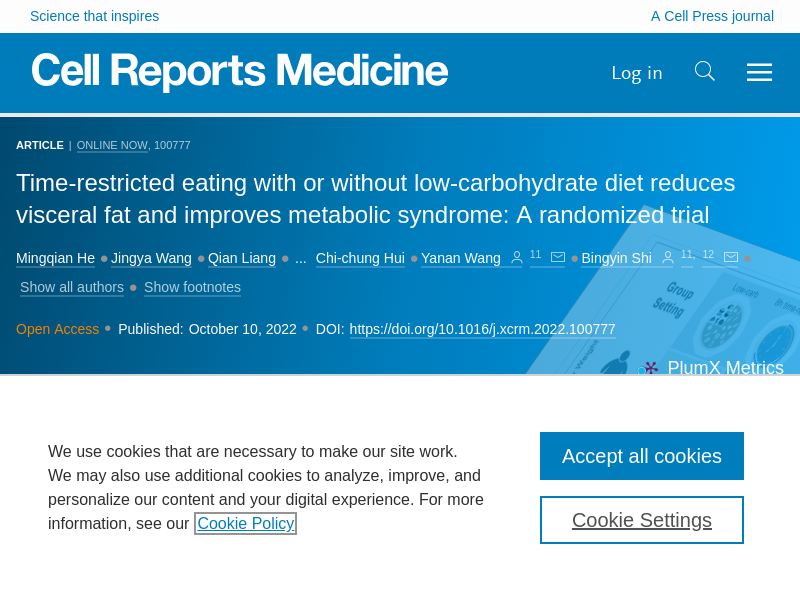 Science that inspires
A Cell Press journal
Cell Reports Medicine
Log in
ARTICLE | ONLINE NOW, 100777
Time-restricted eating with or without low-carbohydrate diet reduces
visceral fat and improves metabolic syndrome: A randomized trial
Mingqian He • Jingya Wang • Qian Liang • ... Chi-chung Hui • Yanan Wang 11 • Bingyin Shi 11, 12 •
Show all authors • Show footnotes
Open Access • Published: October 10, 2022 • DOI: https://doi.org/10.1016/j.xcrm.2022.100777
Group
Setting
Low-carb
PlumX Metrics
We use cookies that are necessary to make our site work.
We may also use additional cookies to analyze, improve, and
personalize our content and your digital experience. For more
information, see our Cookie Policy
Accept all cookies
Cookie Settings